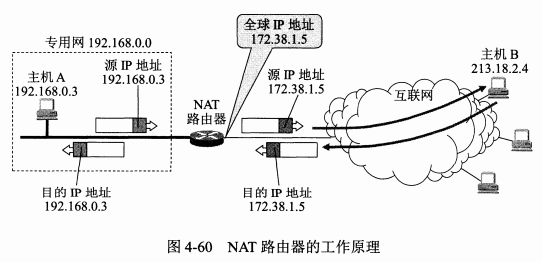 专用网 192.168.0.0
全球 IP 地址
172.38.1.5
主机 A
192.168.0.3
源 IP 地址
192.168.0.3
NAT
路由器
源 IP 地址
172.38.1.5
互联网
主机 B
213.18.2.4
目的 IP 地址
192.168.0.3
目的 IP 地址
172.38.1.5
图 4-60 NAT 路由器的工作原理